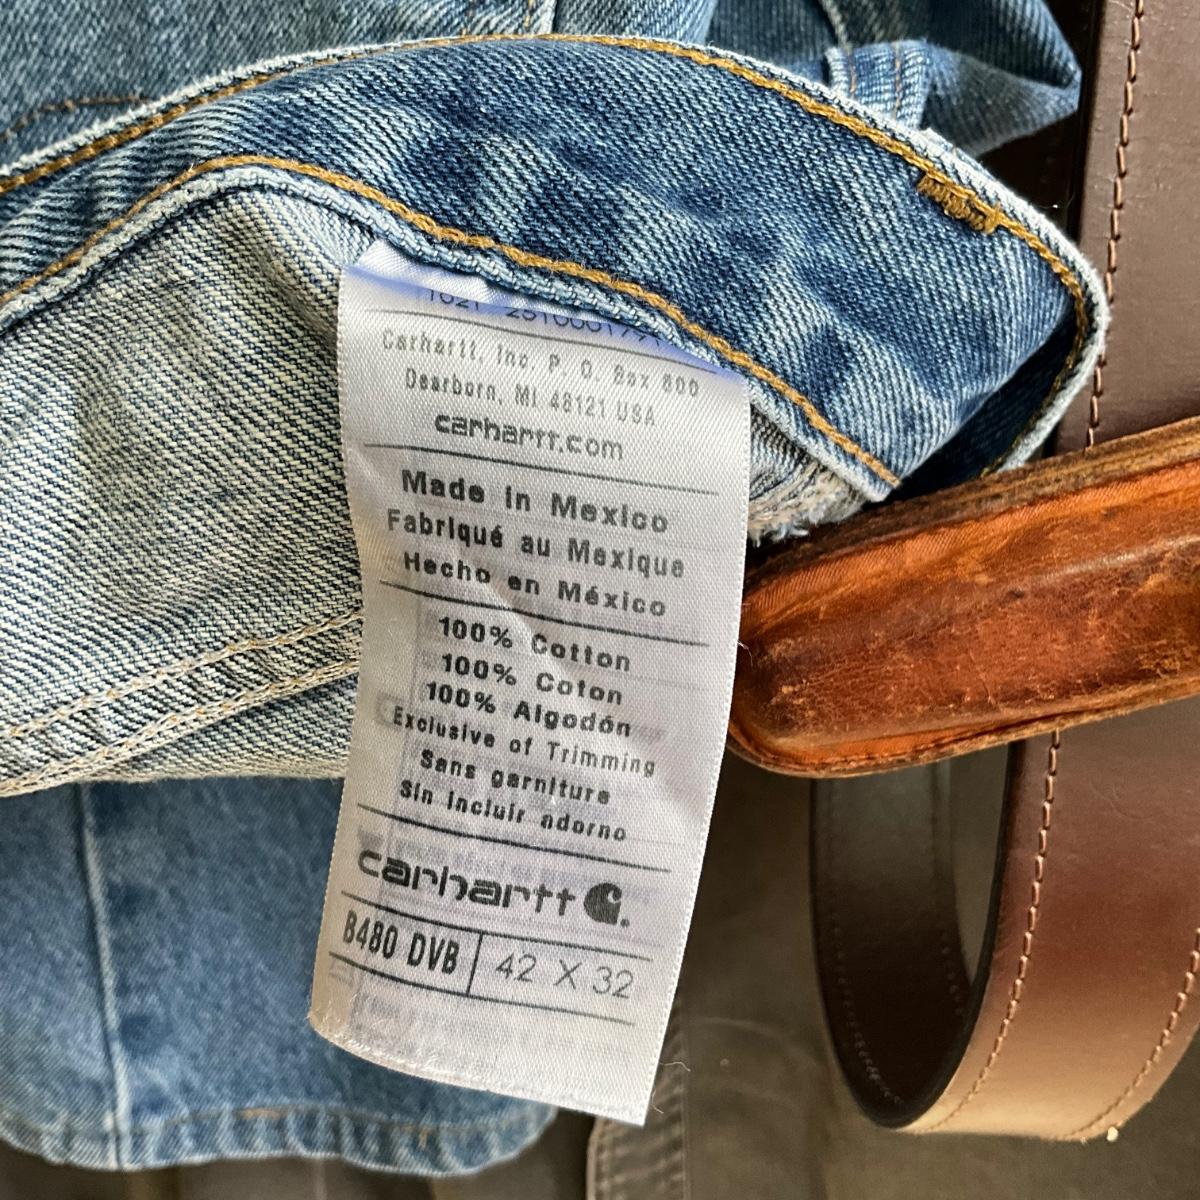 Carhartt, Inc. P. O. Box 800
Dearborn, MI 48121 USA
carhartt.com
Made in Mexico
Fabriqué au Mexique
Hecho en México
100% Cotton
100% Coton
100% Algodón
Exclusive of Trimming
Sans garniture
Sin incluir adorno
carhartt
B480 DVB 42 X 32